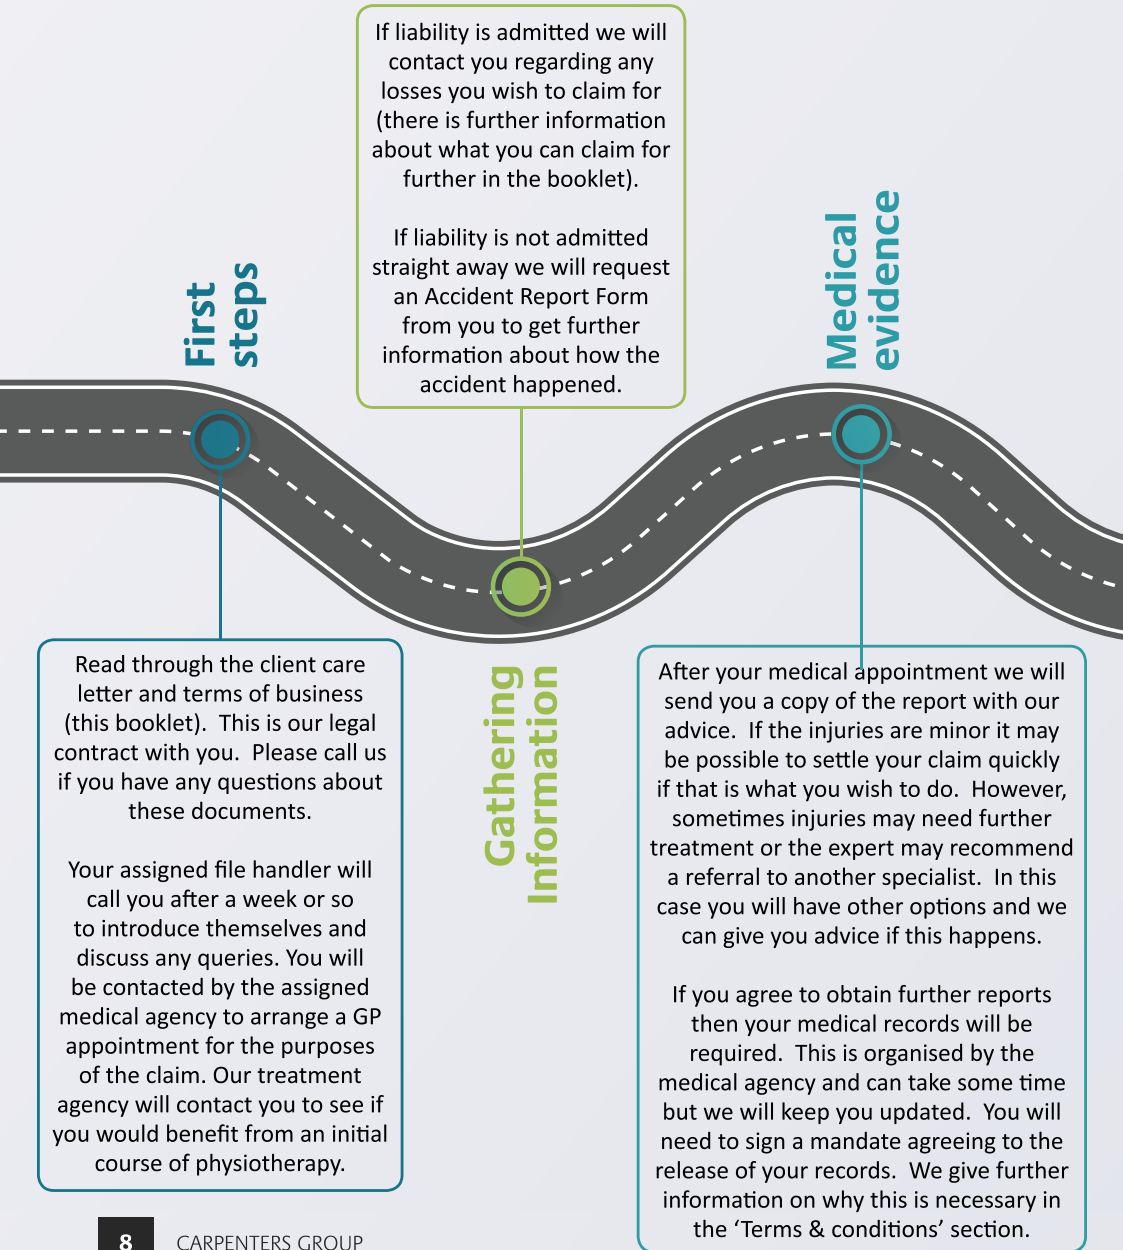 First
steps
Read through the client care
letter and terms of business
(this booklet).  This is our legal
contract with you.  Please call us
if you have any questions about
these documents.
Your assigned file handler will
call you after a week or so
to introduce themselves and
discuss any queries. You will
be contacted by the assigned
medical agency to arrange a GP
appointment for the purposes
of the claim. Our treatment
agency will contact you to see if
you would benefit from an initial
course of physiotherapy.
If liability is admitted we will
contact you regarding any
losses you wish to claim for
(there is further information
about what you can claim for
further in the booklet).
If liability is not admitted
straight away we will request
an Accident Report Form
from you to get further
information about how the
accident happened.
Gathering
Information
Medical
evidence
After your medical appointment we will
send you a copy of the report with our
advice.  If the injuries are minor it may
be possible to settle your claim quickly
if that is what you wish to do.  However,
sometimes injuries may need further
treatment or the expert may recommend
a referral to another specialist.  In this
case you will have other options and we
can give you advice if this happens.
If you agree to obtain further reports
then your medical records will be
required.  This is organised by the
medical agency and can take some time
but we will keep you updated.  You will
need to sign a mandate agreeing to the
release of your records.  We give further
information on why this is necessary in
the ‘Terms & conditions’ section.
8 CARPENTERS GROUP